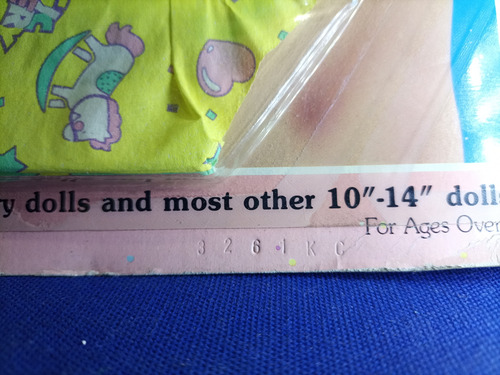 y dolls and most other 10"-14" doll
For Ages Over
3 2 6 1 K C